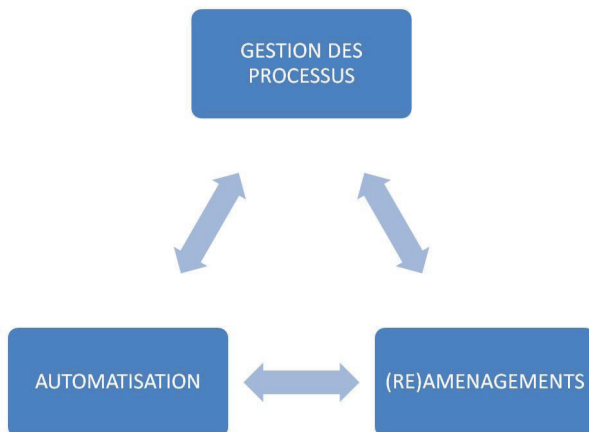 GESTION DES
PROCESSUS
AUTOMATISATION
(RE)AMENAGEMENTS